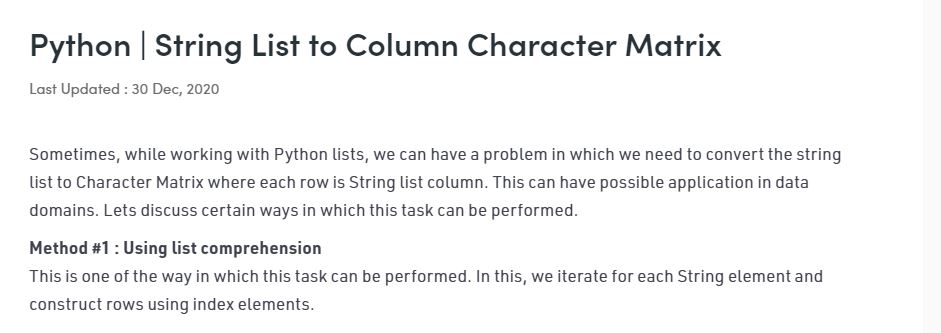 Python | String List to Column Character Matrix
Last Updated : 30 Dec, 2020
Sometimes, while working with Python lists, we can have a problem in which we need to convert the string
list to Character Matrix where each row is String list column. This can have possible application in data
domains. Lets discuss certain ways in which this task can be performed.
Method #1 : Using list comprehension
This is one of the way in which this task can be performed. In this, we iterate for each String element and
construct rows using index elements.